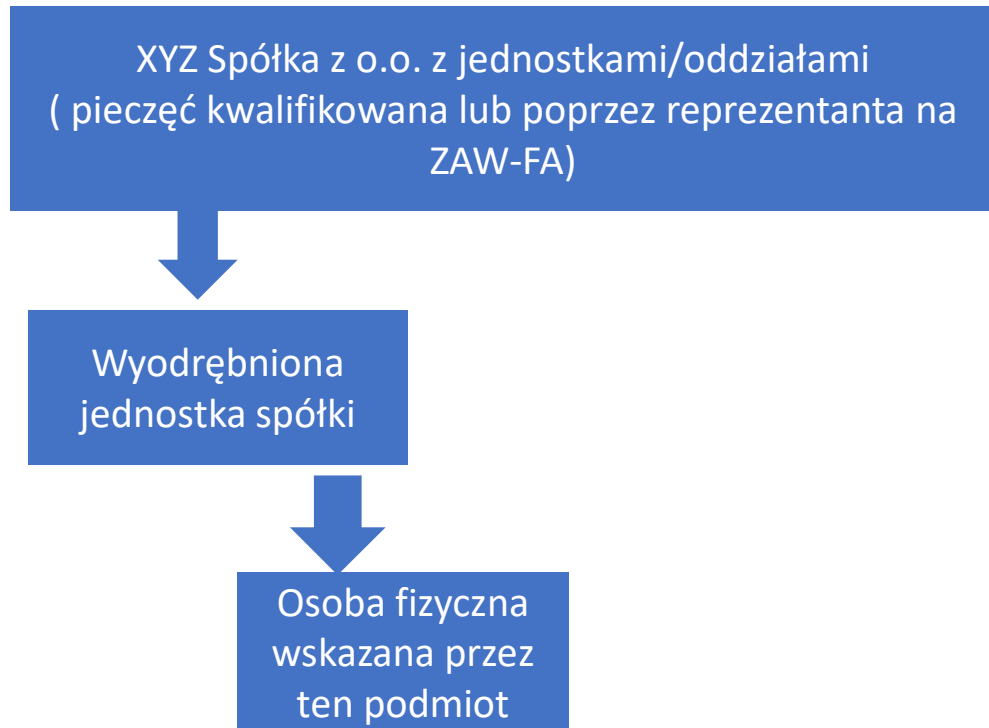 XYZ Spółka z o.o. z jednostkami/oddziałami
( pieczęć kwalifikowana lub poprzez reprezentanta na
ZAW-FA)
Wyodrębniona
jednostka spółki
Osoba fizyczna
wskazana przez
ten podmiot